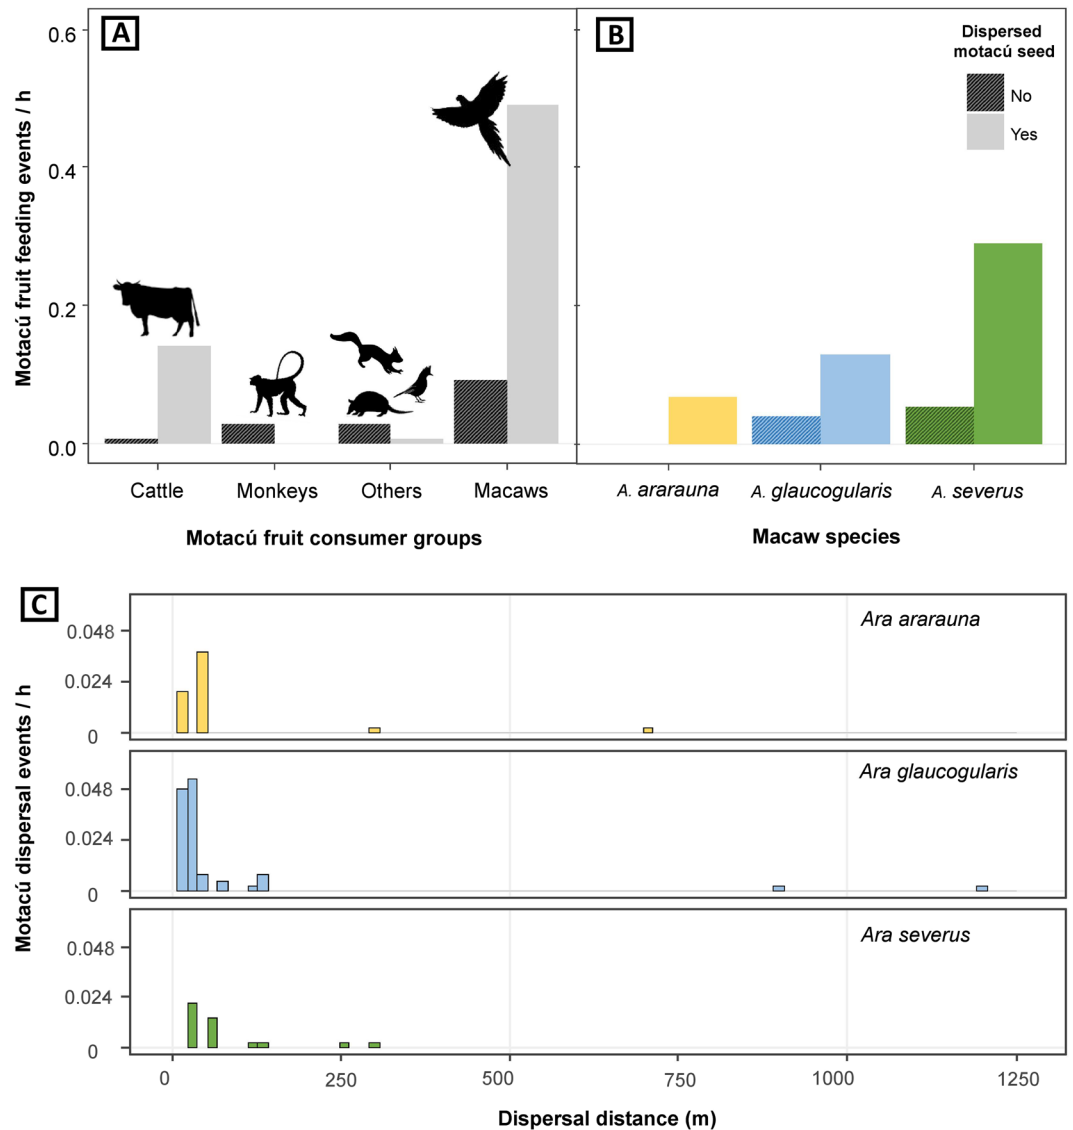 A
B
Dispersed
motacú seed
No
Yes
Motacú fruit feeding events / h
0.6
0.4
0.2
0.0
Cattle
Monkeys
Others
Macaws
A. ararauna
A. glaucogularis
A. severus
Motacú fruit consumer groups
Macaw species
C
Motacú dispersal events / h
Ara ararauna
0.048
0.024
0
Ara glaucogularis
0.048
0.024
0
Ara severus
0.048
0.024
0
0
250
500
750
1000
1250
Dispersal distance (m)